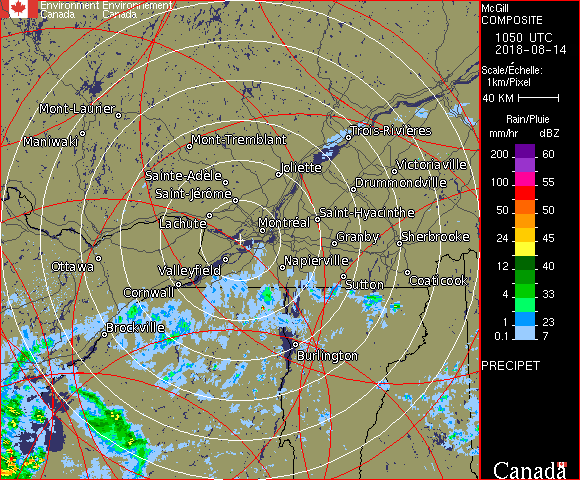 Environment Environnement
Canada Canada
McGill
COMPOSITE
1050 UTC
2018-08-14
Scale/Échelle:
1km/Pixel
40 KM
Rain/Pluie
mm/hr dBZ
200 60
100 55
50 50
24 45
12 40
4 33
1 23
0.1 7
PRECIPET
Canada
Mont-Laurier
Maniwaki
Mont-Tremblant
Trois-Rivières
Sainte-Adèle
Joliette
Victoriaville
Saint-Jérôme
Drummondville
Lachute
Montréal
Saint-Hyacinthe
Granby
Sherbrooke
Ottawa
Valleyfield
Napierville
Cornwall
Sutton
Coaticook
Brockville
Burlington